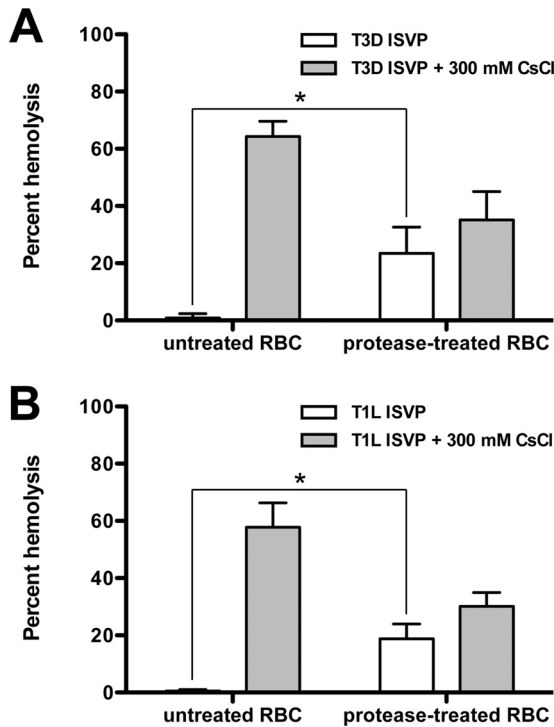 A
Percent hemolysis
100
80
60
40
20
0
T3D ISVP
T3D ISVP + 300 mM CsCl
*
untreated RBC
protease-treated RBC
B
Percent hemolysis
100
80
60
40
20
0
T1L ISVP
T1L ISVP + 300 mM CsCl
*
untreated RBC
protease-treated RBC